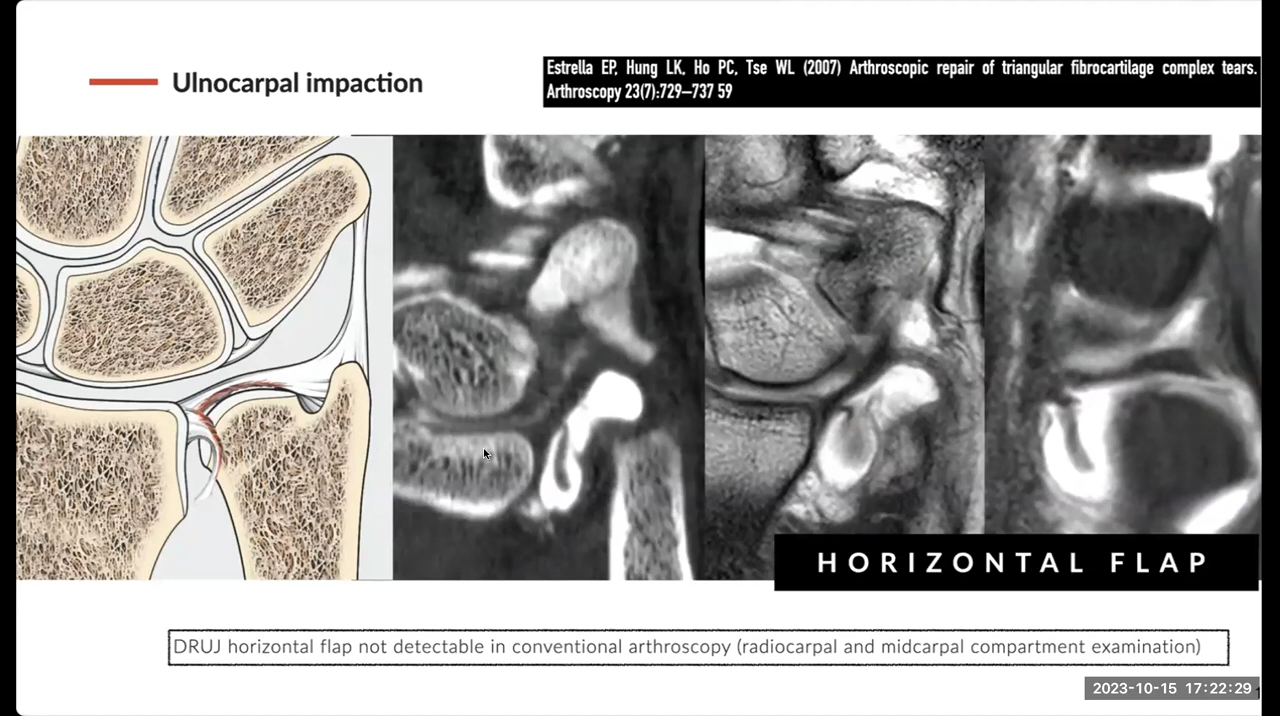 Ulnocarpal impaction
Estrella EP, Hung LK, Ho PC, Tse WL (2007) Arthroscopic repair of triangular fibrocartilage complex tears.
Arthroscopy 23(7):729–737 59
HORIZONTAL FLAP
DRUJ horizontal flap not detectable in conventional arthroscopy (radiocarpal and midcarpal compartment examination)
2023-10-15 17:22:29